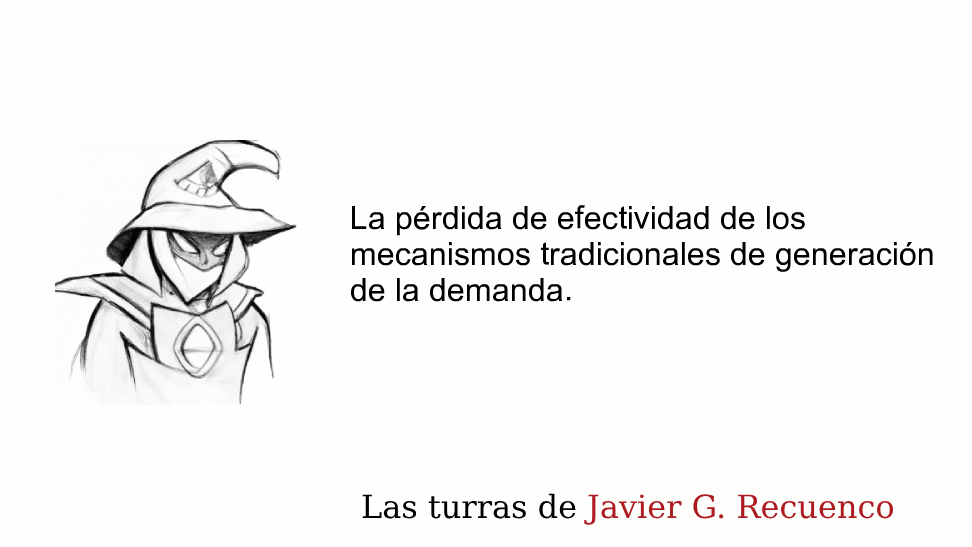 La pérdida de efectividad de los
mecanismos tradicionales de generación
de la demanda.
Las turras de Javier G. Recuenco